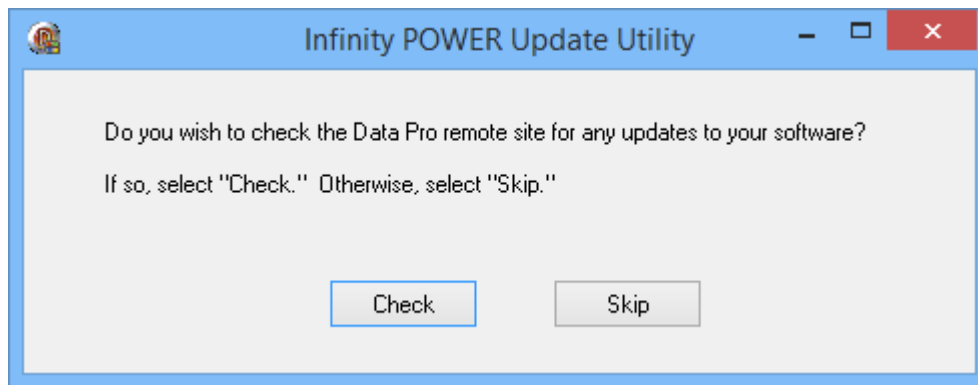 Infinity POWER Update Utility
Do you wish to check the Data Pro remote site for any updates to your software?
If so, select "Check."  Otherwise, select "Skip."
Check
Skip